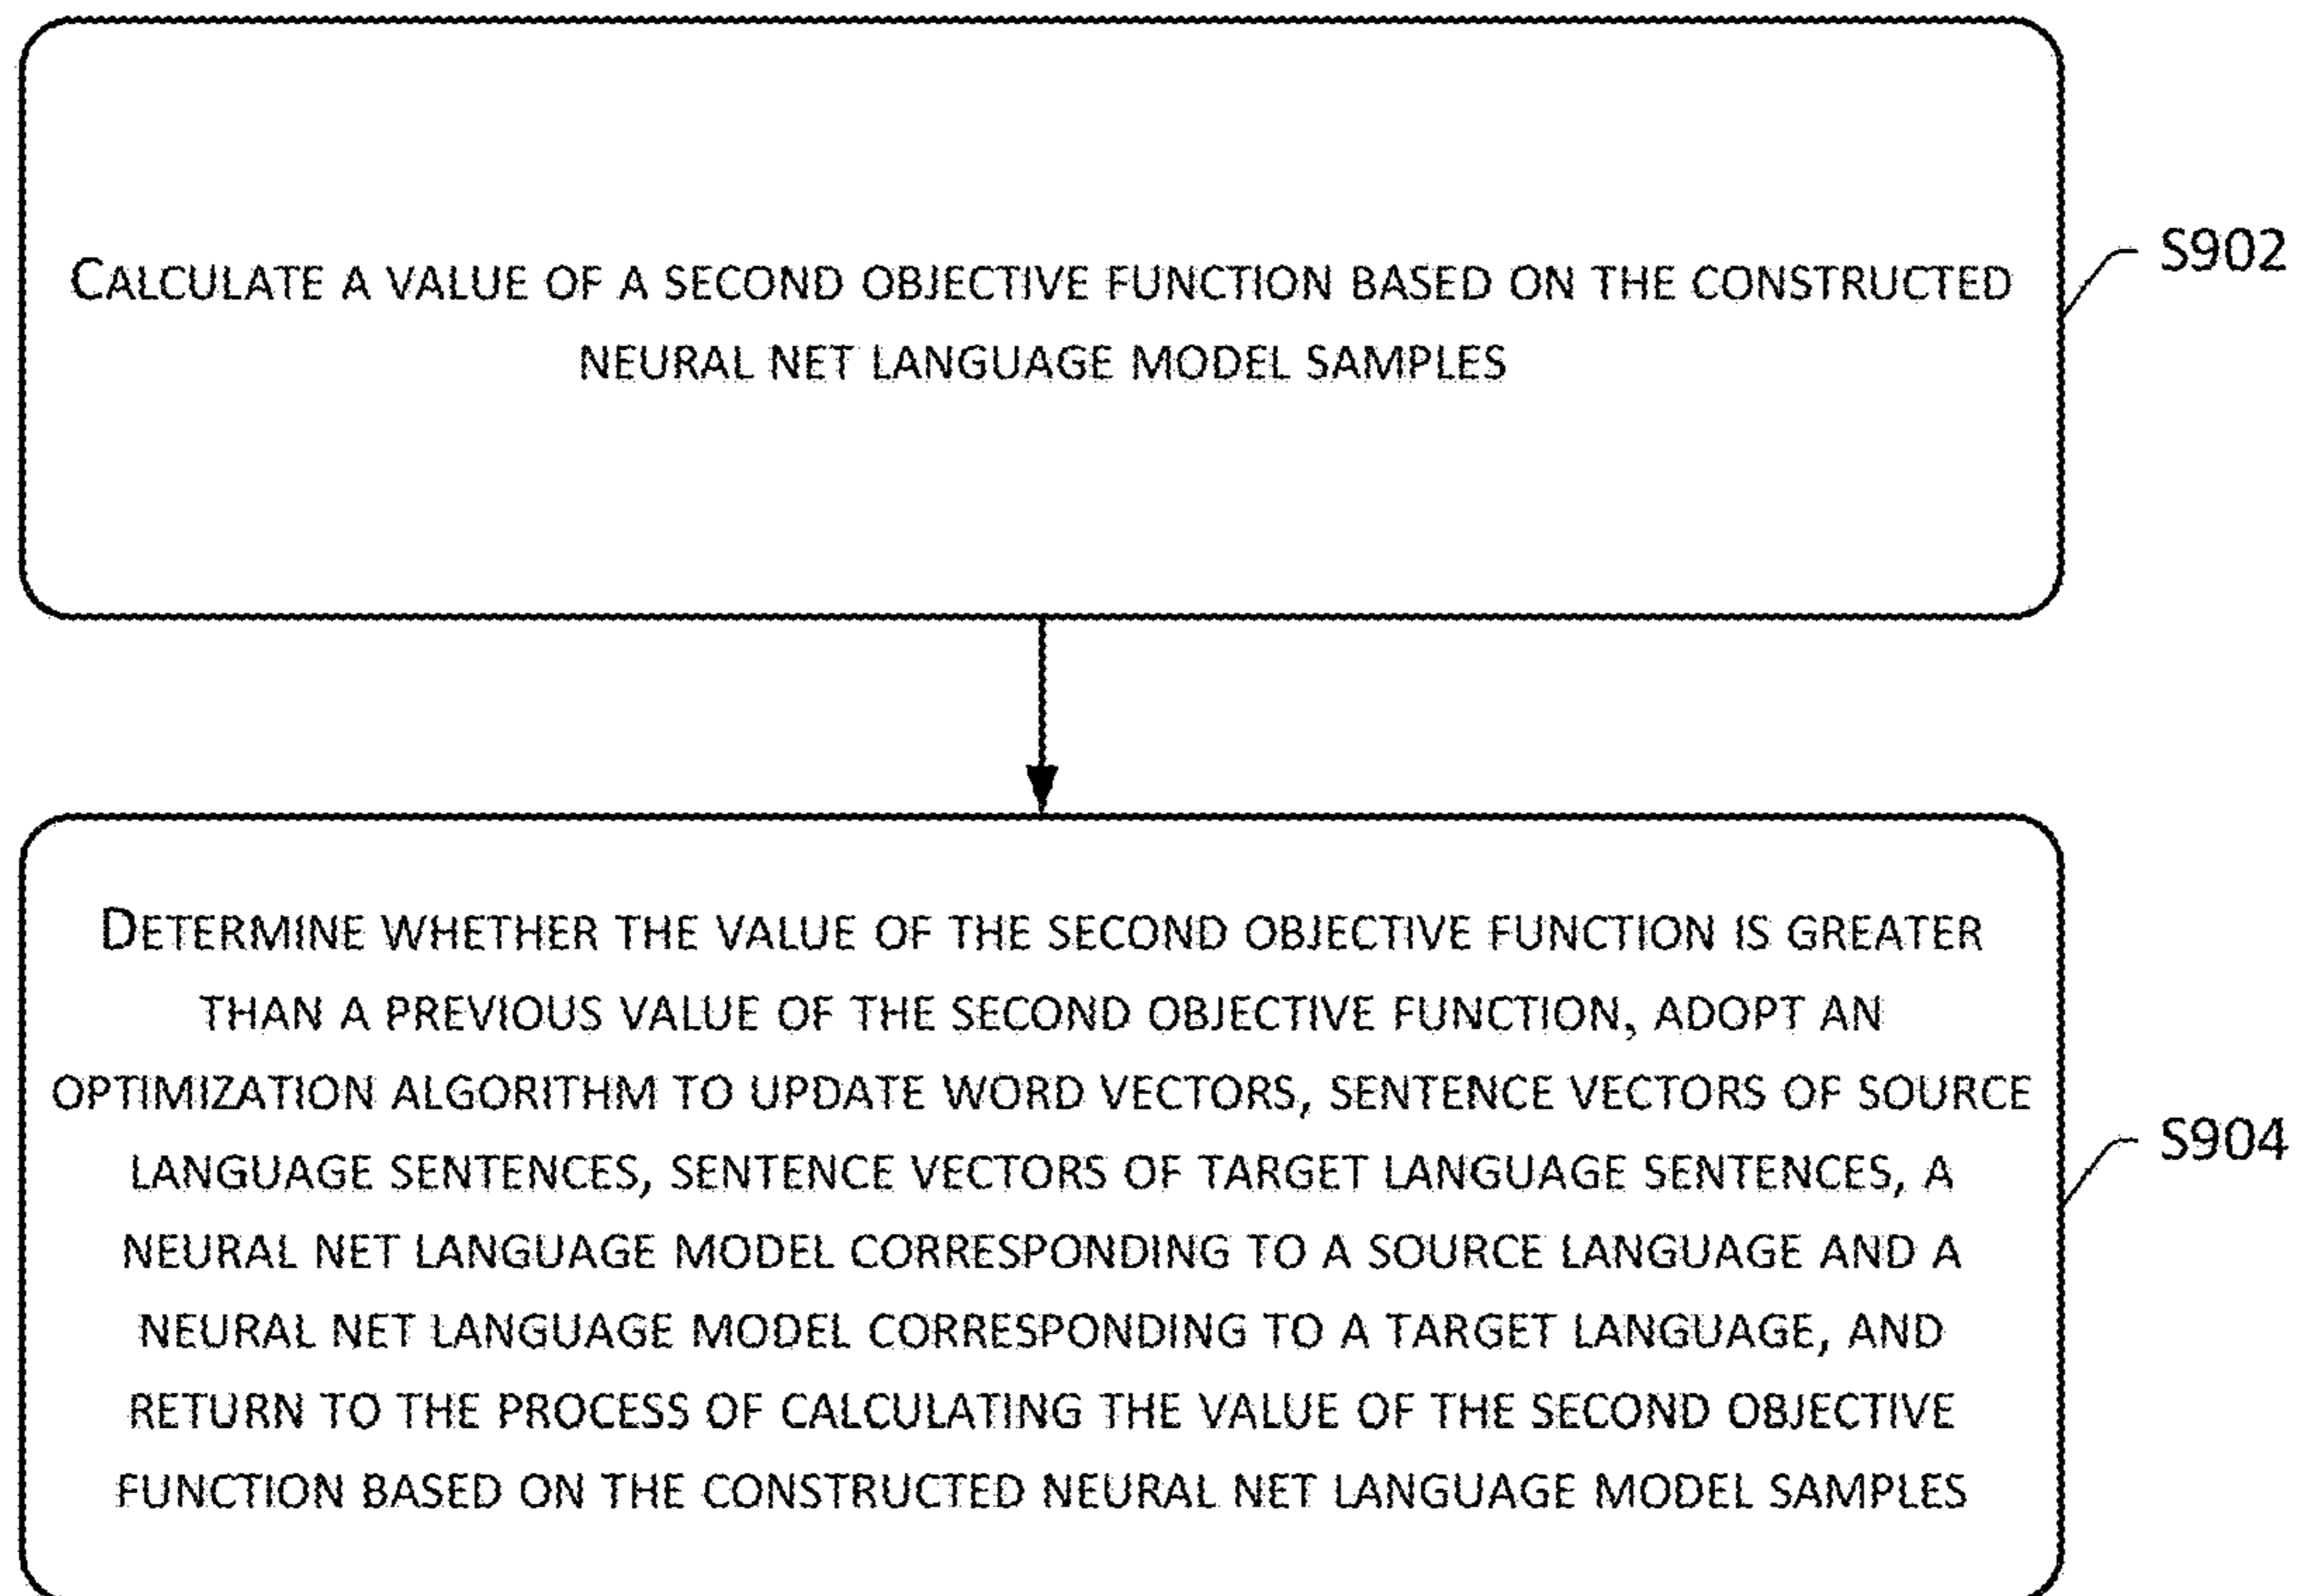 CALCULATE A VALUE OF A SECOND OBJECTIVE FUNCTION BASED ON THE CONSTRUCTED
NEURAL NET LANGUAGE MODEL SAMPLES
S902
DETERMINE WHETHER THE VALUE OF THE SECOND OBJECTIVE FUNCTION IS GREATER
THAN A PREVIOUS VALUE OF THE SECOND OBJECTIVE FUNCTION, ADOPT AN
OPTIMIZATION ALGORITHM TO UPDATE WORD VECTORS, SENTENCE VECTORS OF SOURCE
LANGUAGE SENTENCES, SENTENCE VECTORS OF TARGET LANGUAGE SENTENCES, A
NEURAL NET LANGUAGE MODEL CORRESPONDING TO A SOURCE LANGUAGE AND A
NEURAL NET LANGUAGE MODEL CORRESPONDING TO A TARGET LANGUAGE, AND
RETURN TO THE PROCESS OF CALCULATING THE VALUE OF THE SECOND OBJECTIVE
FUNCTION BASED ON THE CONSTRUCTED NEURAL NET LANGUAGE MODEL SAMPLES
S904